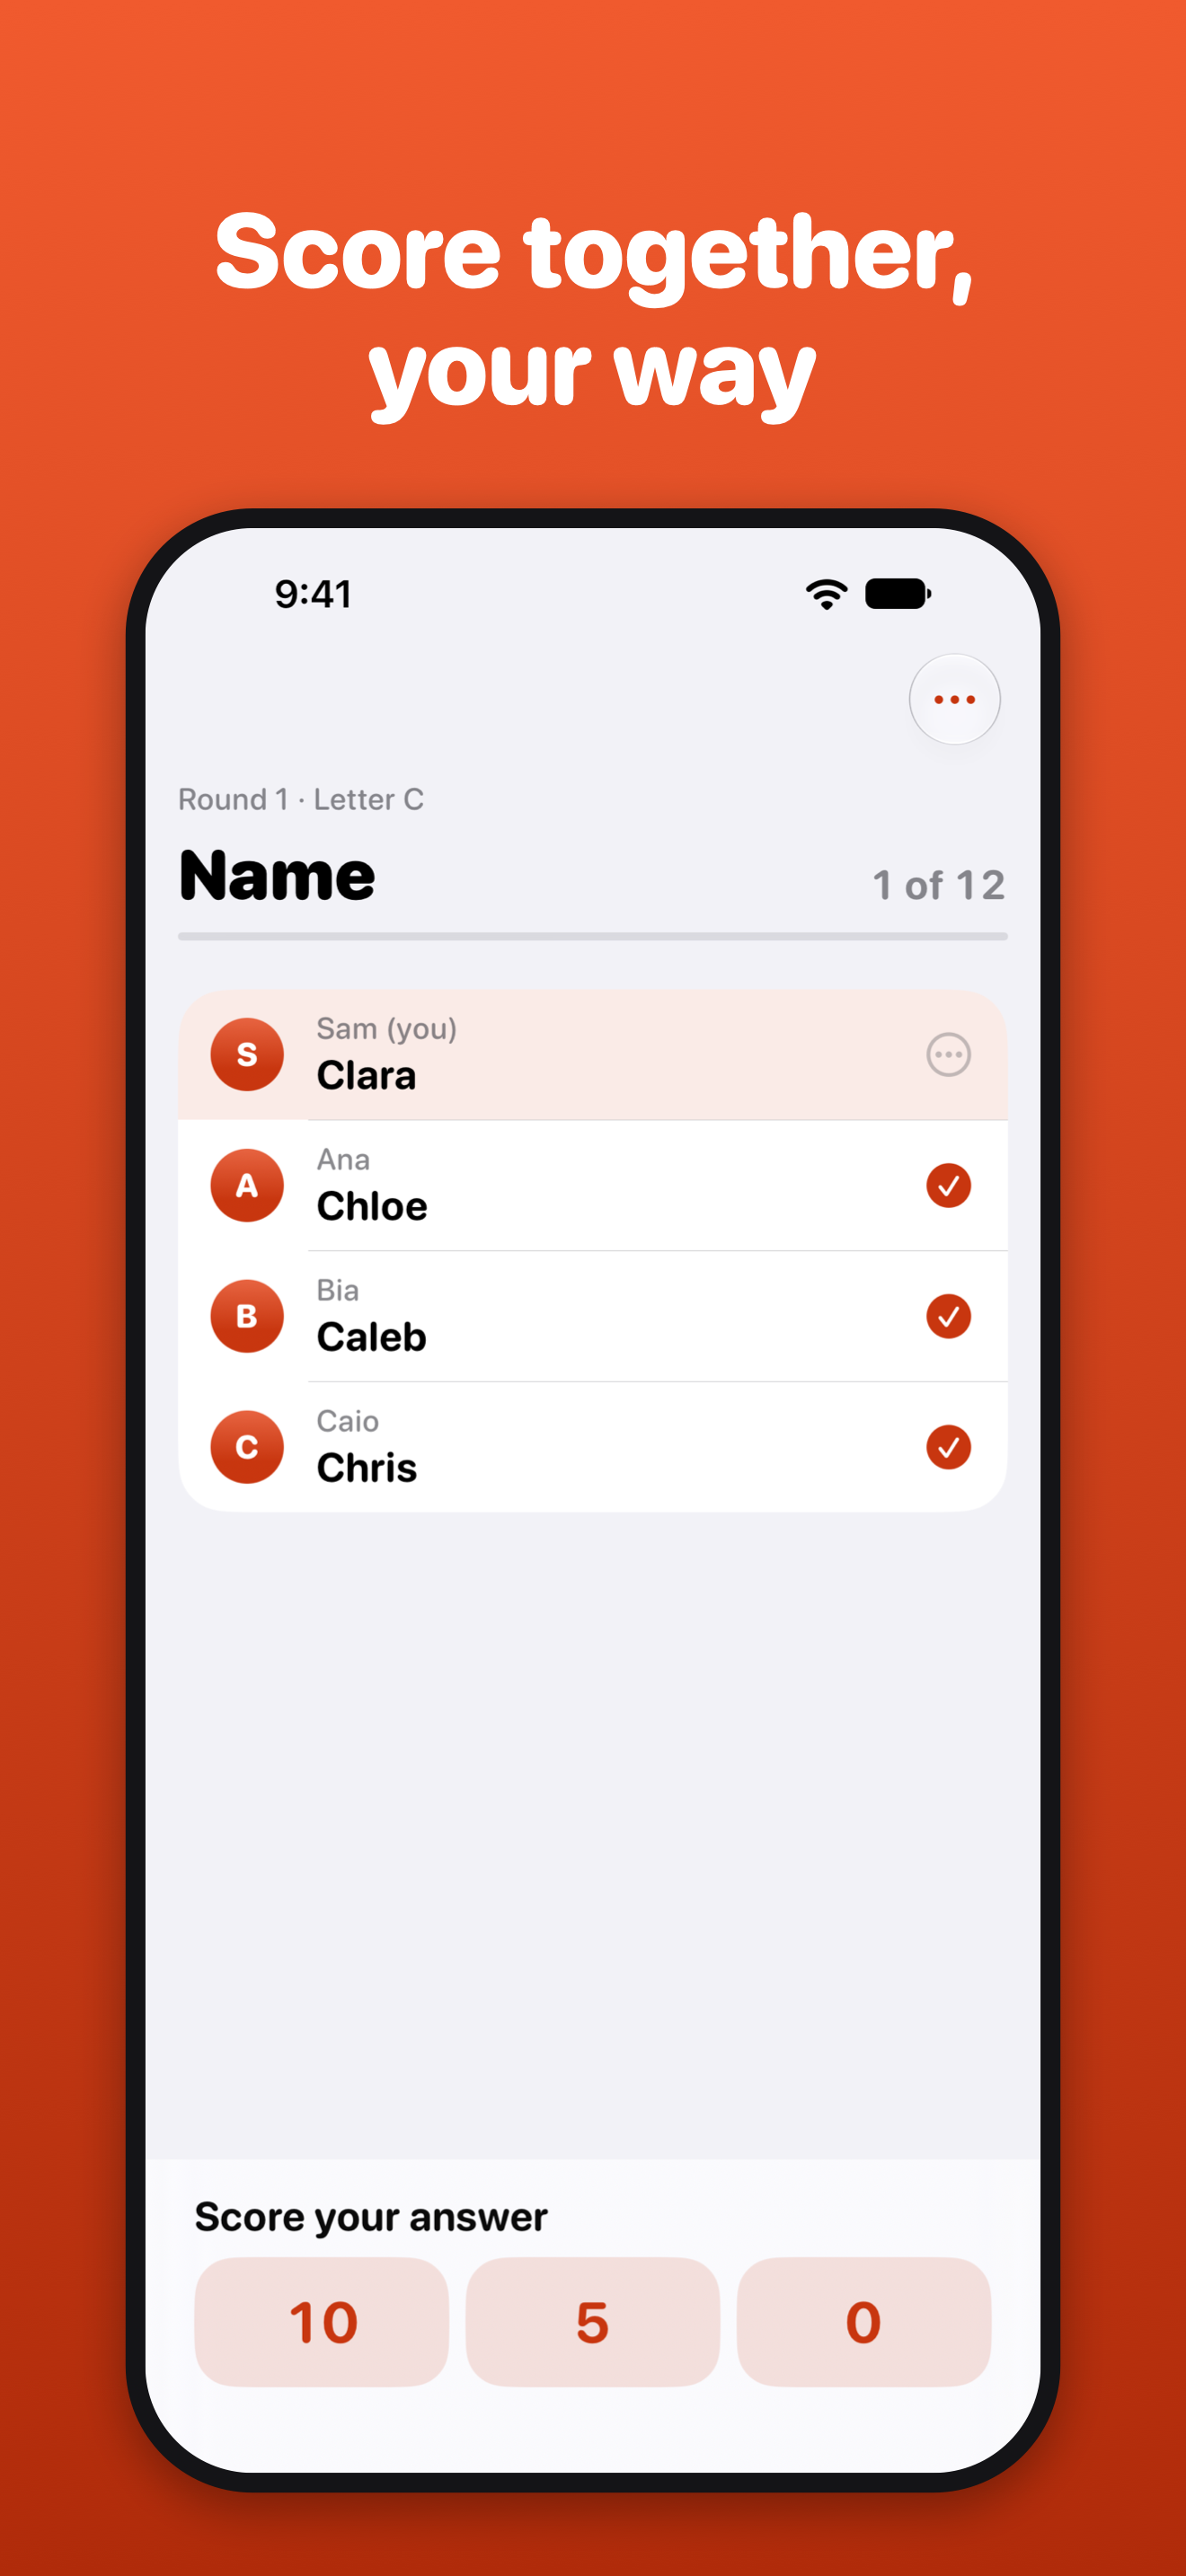 Score together,
your way
9:41
Round 1 · Letter C
Name
1 of 12
S
Sam (you)
Clara
A
Ana
Chloe
B
Bia
Caleb
C
Caio
Chris
Score your answer
10
5
0